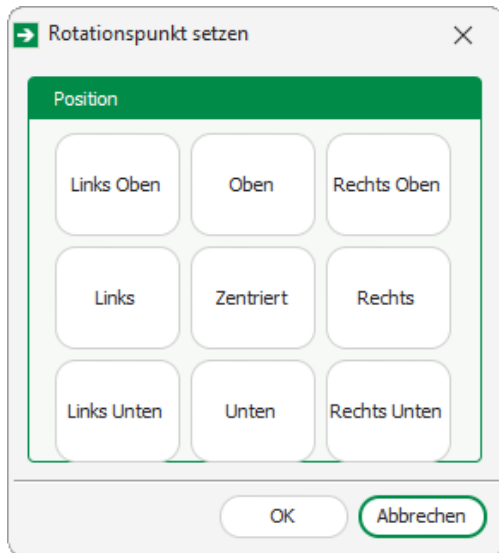 Rotationspunkt setzen
Position
Links Oben Oben Rechts Oben
Links Zentriert Rechts
Links Unten Unten Rechts Unten
OK Abbrechen